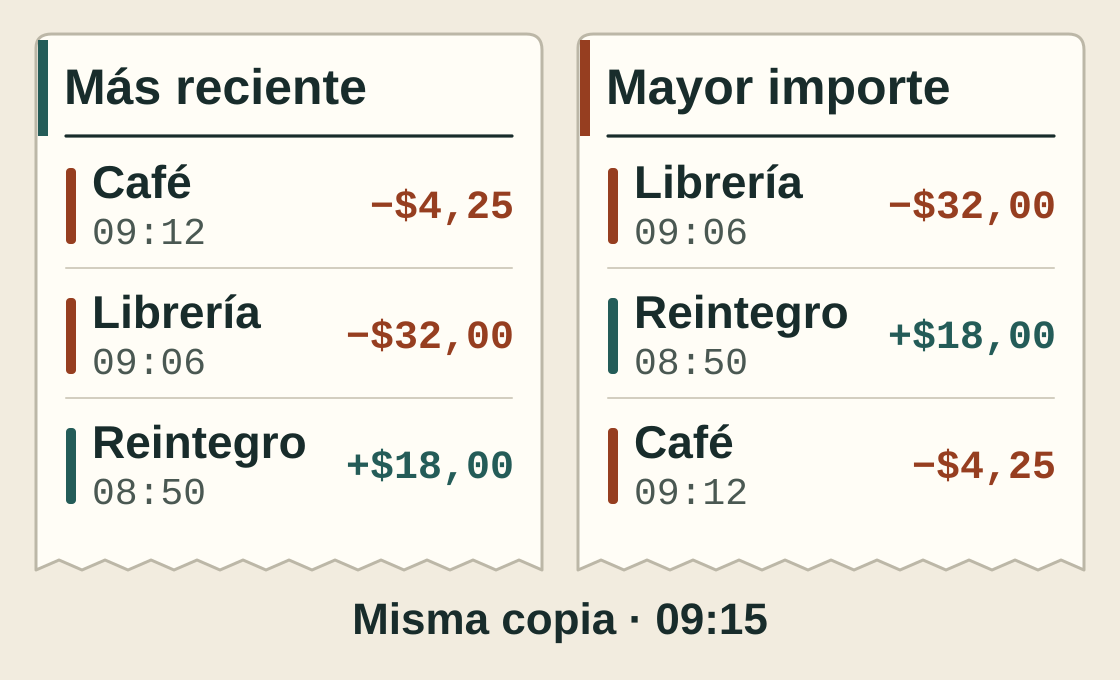 Más reciente
Café
09:12
−$4,25
Librería
09:06
−$32,00
Reintegro
08:50
+$18,00
Mayor importe
Librería
09:06
−$32,00
Reintegro
08:50
+$18,00
Café
09:12
−$4,25
Misma copia · 09:15